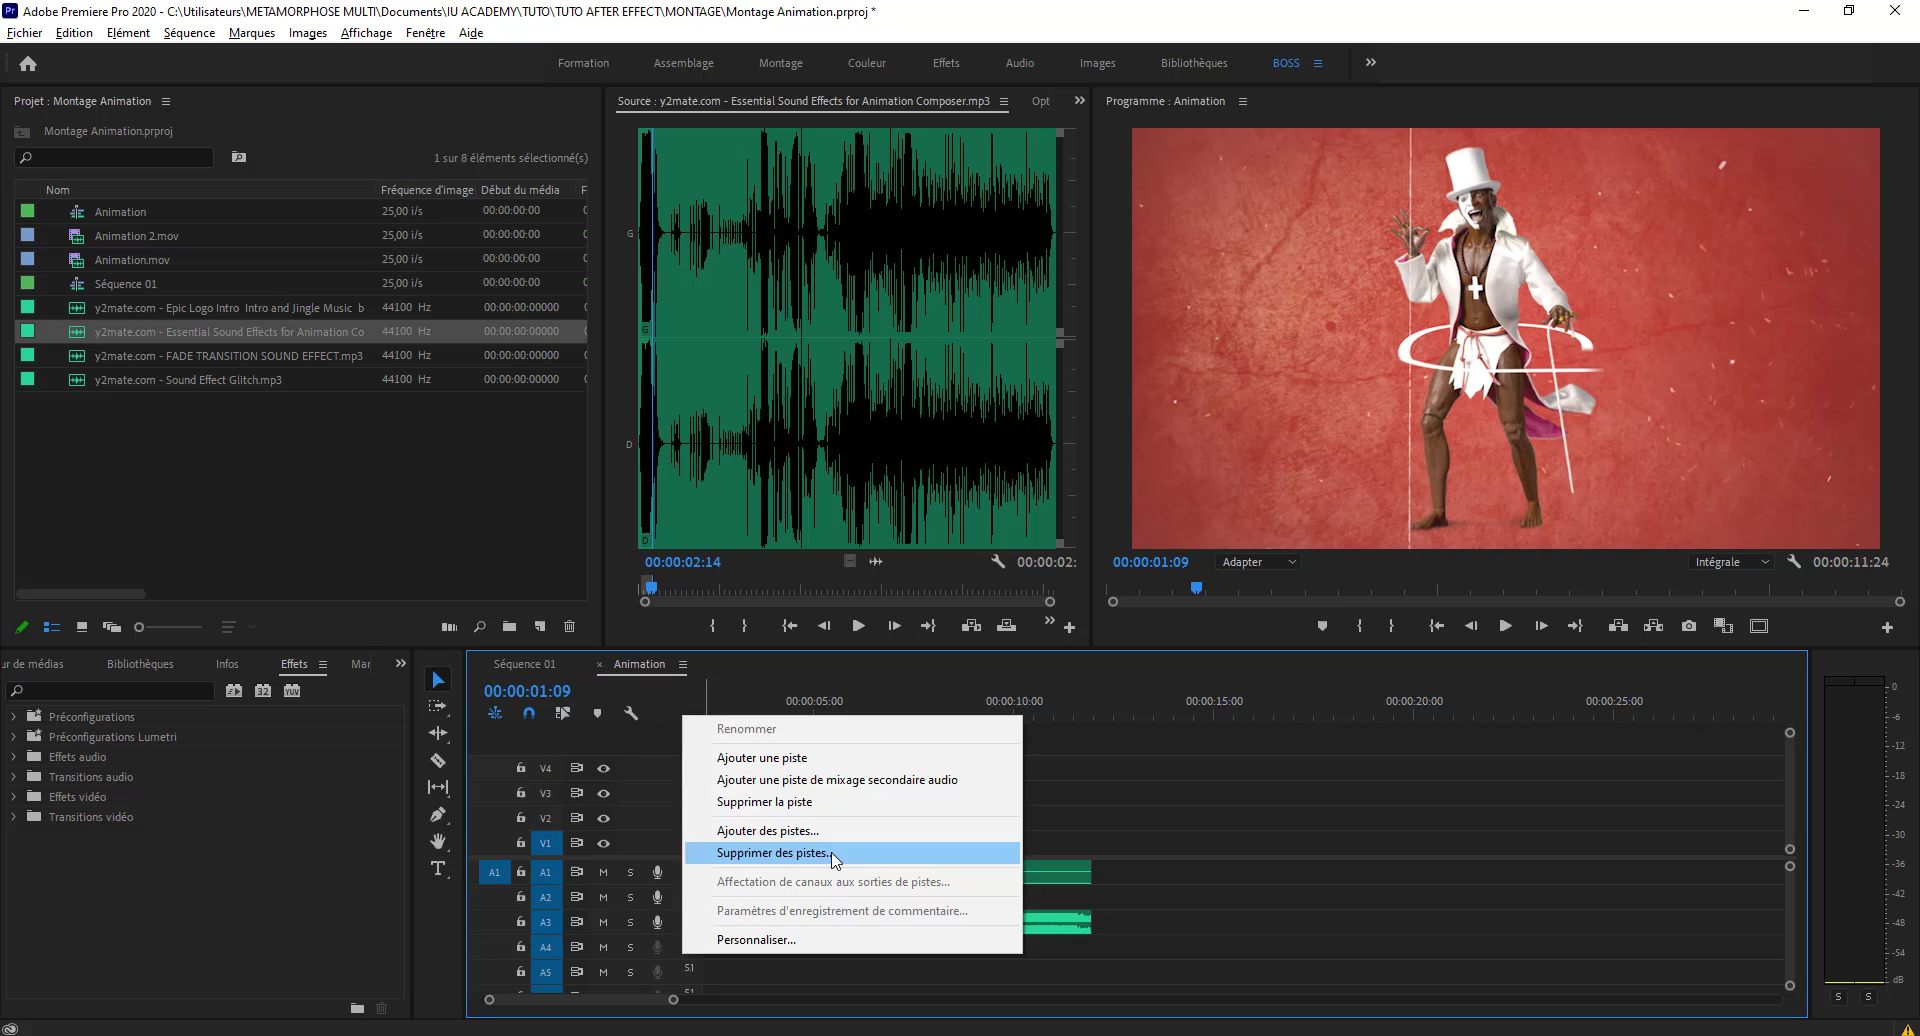 Adobe Premiere Pro 2020 - C:\Utilisateurs\METAMORPHOSE MULTI\Documents\IU ACADEMY\TUTO\TUTO AFTER EFFECT\MONTAGE\Montage Animation.prproj *
Fichier Edition Elément Séquence Marques Images Affichage Fenêtre Aide
Formation Assemblage Montage Couleur Effets Audio Images Bibliothèques BOSS
Projet : Montage Animation
Source : y2mate.com - Essential Sound Effects for Animation Composer.mp3 Opt
Programme : Animation
Montage Animation.prproj
1 sur 8 éléments sélectionné(s)
Nom Fréquence d'image Début du média F
Animation 25,00 i/s 00:00:00:00
Animation 2.mov 25,00 i/s 00:00:00:00
Animation.mov 25,00 i/s 00:00:00:00
Séquence 01 25,00 i/s 00:00:00:00
y2mate.com - Epic Logo Intro Intro and Jingle Music b 44100 Hz 00:00:00:00000
y2mate.com - Essential Sound Effects for Animation Co 44100 Hz 00:00:00:00000
y2mate.com - FADE TRANSITION SOUND EFFECT.mp3 44100 Hz 00:00:00:00000
y2mate.com - Sound Effect Glitch.mp3 44100 Hz 00:00:00:00000
G
G
D
D
00:00:02:14 00:00:02:
00:00:01:09 Adapter Intégrale 00:00:11:24
ur de médias Bibliothèques Infos Effets Mar
32 YUV
Préconfigurations
Préconfigurations Lumetri
Effets audio
Transitions audio
Effets vidéo
Transitions vidéo
Séquence 01 × Animation
00:00:01:09
00:00:05:00 00:00:10:00 00:00:15:00 00:00:20:00 00:00:25:00
V4
V3
V2
V1
A1 A1 M S
A2 M S
A3 M S
A4 M S
A5 M S 5.1
Renommer
Ajouter une piste
Ajouter une piste de mixage secondaire audio
Supprimer la piste
Ajouter des pistes...
Supprimer des pistes...
Affectation de canaux aux sorties de pistes...
Paramètres d'enregistrement de commentaire...
Personnaliser...
0
-6
-12
-18
-24
-30
-36
-42
-48
-54
dB
S S